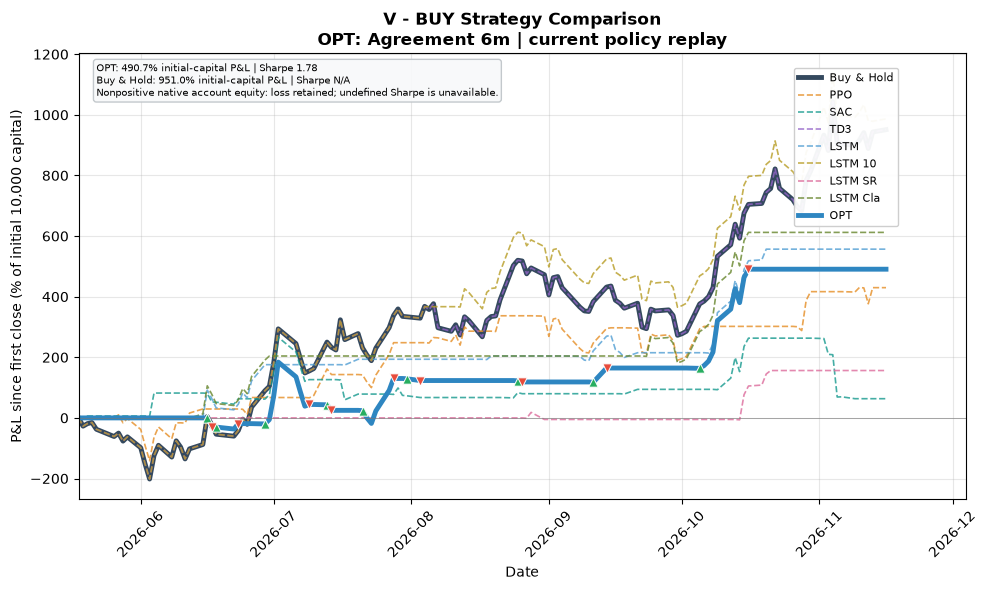 V - BUY Strategy Comparison
OPT: Agreement 6m | current policy replay
OPT: 490.7% initial-capital P&L | Sharpe 1.78
Buy & Hold: 951.0% initial-capital P&L | Sharpe N/A
Nonpositive native account equity: loss retained; undefined Sharpe is unavailable.
Buy & Hold
PPO
SAC
TD3
LSTM
LSTM 10
LSTM SR
LSTM Cla
OPT
P&L since first close (% of initial 10,000 capital)
1200
1000
800
600
400
200
0
−200
2026-06
2026-07
2026-08
2026-09
2026-10
2026-11
2026-12
Date